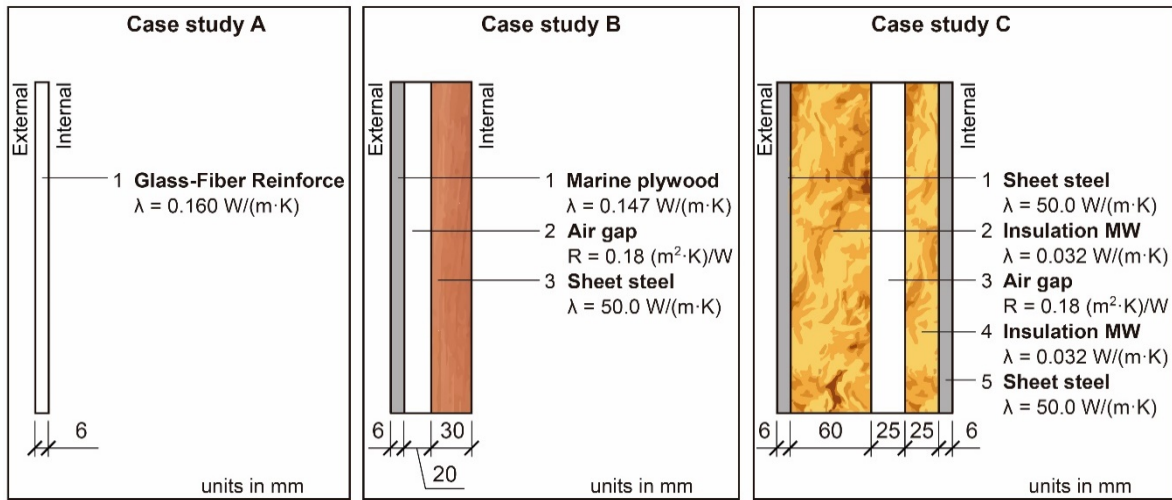 Case study A
External
Internal
1 Glass-Fiber Reinforce
λ = 0.160 W/(m·K)
6
units in mm
Case study B
External
Internal
1 Marine plywood
λ = 0.147 W/(m·K)
2 Air gap
R = 0.18 (m²·K)/W
3 Sheet steel
λ = 50.0 W/(m·K)
6 30
20
units in mm
Case study C
External
Internal
1 Sheet steel
λ = 50.0 W/(m·K)
2 Insulation MW
λ = 0.032 W/(m·K)
3 Air gap
R = 0.18 (m²·K)/W
4 Insulation MW
λ = 0.032 W/(m·K)
5 Sheet steel
λ = 50.0 W/(m·K)
6 60 25 25 6
units in mm